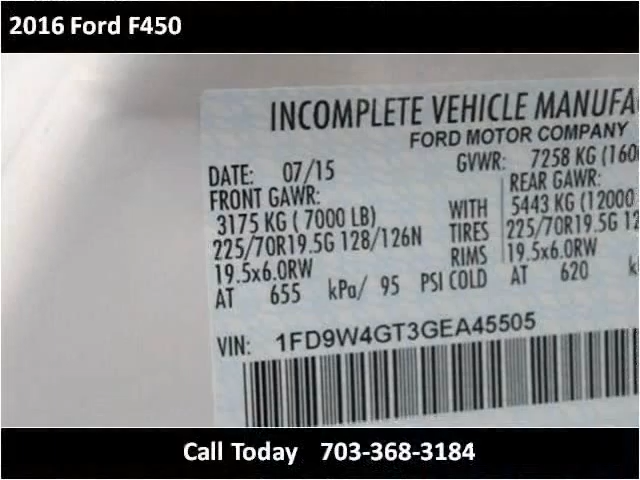 2016 Ford F450
INCOMPLETE VEHICLE MANUFA
FORD MOTOR COMPANY
DATE: 07/15
GVWR: 7258 KG (160
FRONT GAWR:
REAR GAWR:
3175 KG ( 7000 LB)
WITH
5443 KG (12000
225/70R19.5G 128/126N
TIRES
225/70R19.5G 12
19.5x6.0RW
RIMS
19.5x6.0RW
AT 655 kPa/ 95 PSI COLD AT 620 k
VIN: 1FD9W4GT3GEA45505
Call Today 703-368-3184